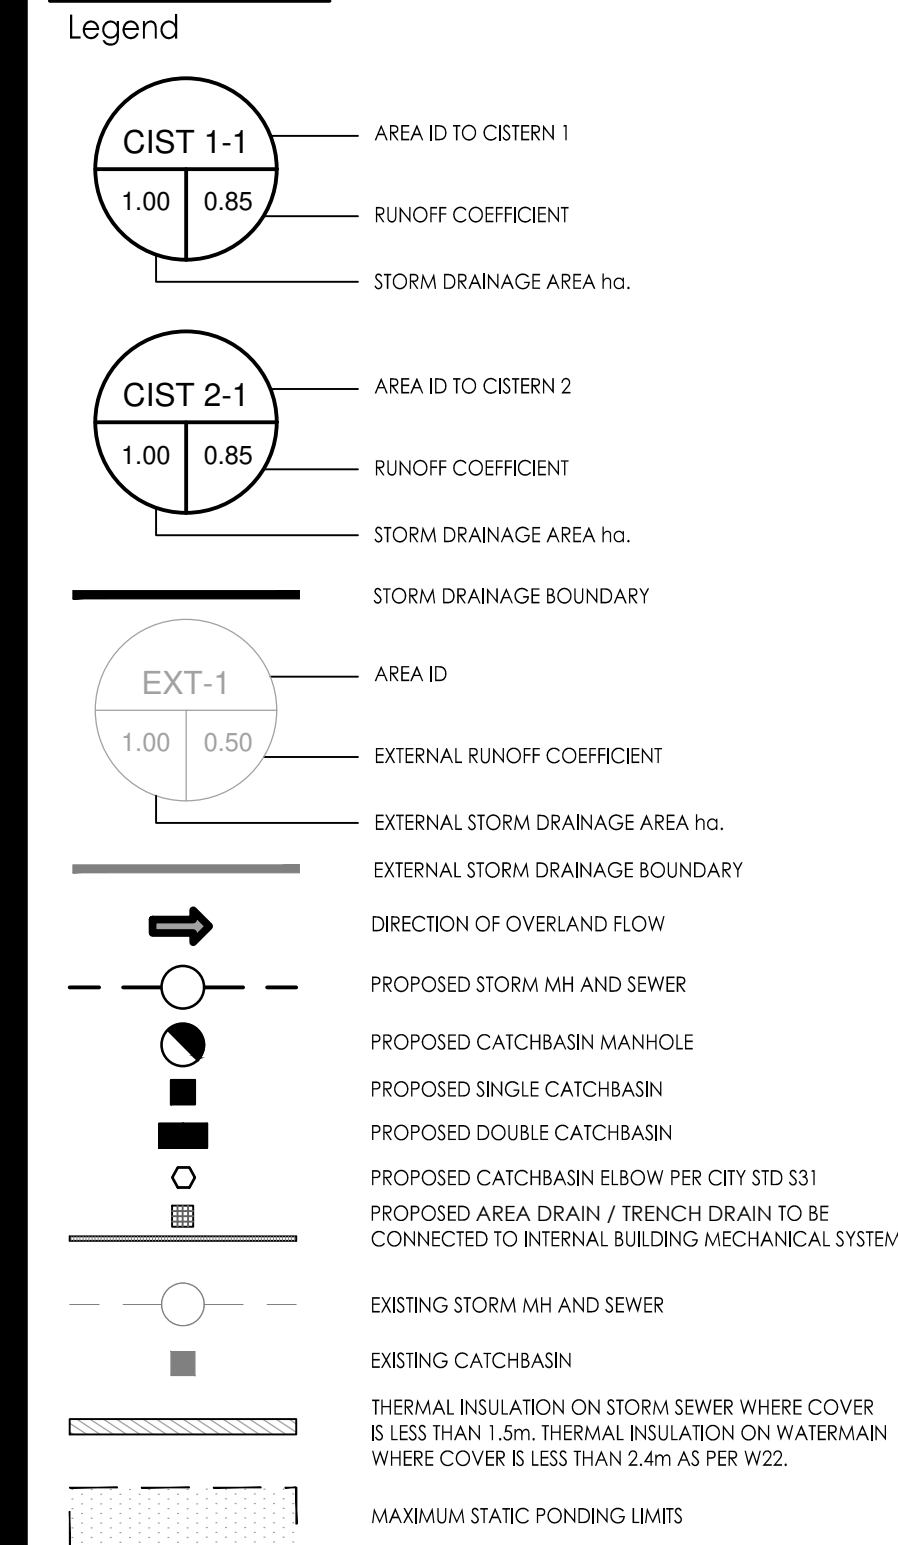 Legend
CIST 1-1
AREA ID TO CISTERN 1
1.00 0.85
RUNOFF COEFFICIENT
STORM DRAINAGE AREA ha.
CIST 2-1
AREA ID TO CISTERN 2
1.00 0.85
RUNOFF COEFFICIENT
STORM DRAINAGE AREA ha.
STORM DRAINAGE BOUNDARY
EXT-1
AREA ID
1.00 0.50
EXTERNAL RUNOFF COEFFICIENT
EXTERNAL STORM DRAINAGE AREA ha.
EXTERNAL STORM DRAINAGE BOUNDARY
DIRECTION OF OVERLAND FLOW
PROPOSED STORM MH AND SEWER
PROPOSED CATCHBASIN MANHOLE
PROPOSED SINGLE CATCHBASIN
PROPOSED DOUBLE CATCHBASIN
PROPOSED CATCHBASIN ELBOW PER CITY STD S31
PROPOSED AREA DRAIN / TRENCH DRAIN TO BE
CONNECTED TO INTERNAL BUILDING MECHANICAL SYSTEM
EXISTING STORM MH AND SEWER
EXISTING CATCHBASIN
THERMAL INSULATION ON STORM SEWER WHERE COVER
IS LESS THAN 1.5m. THERMAL INSULATION ON WATERMAIN
WHERE COVER IS LESS THAN 2.4m AS PER W22.
MAXIMUM STATIC PONDING LIMITS